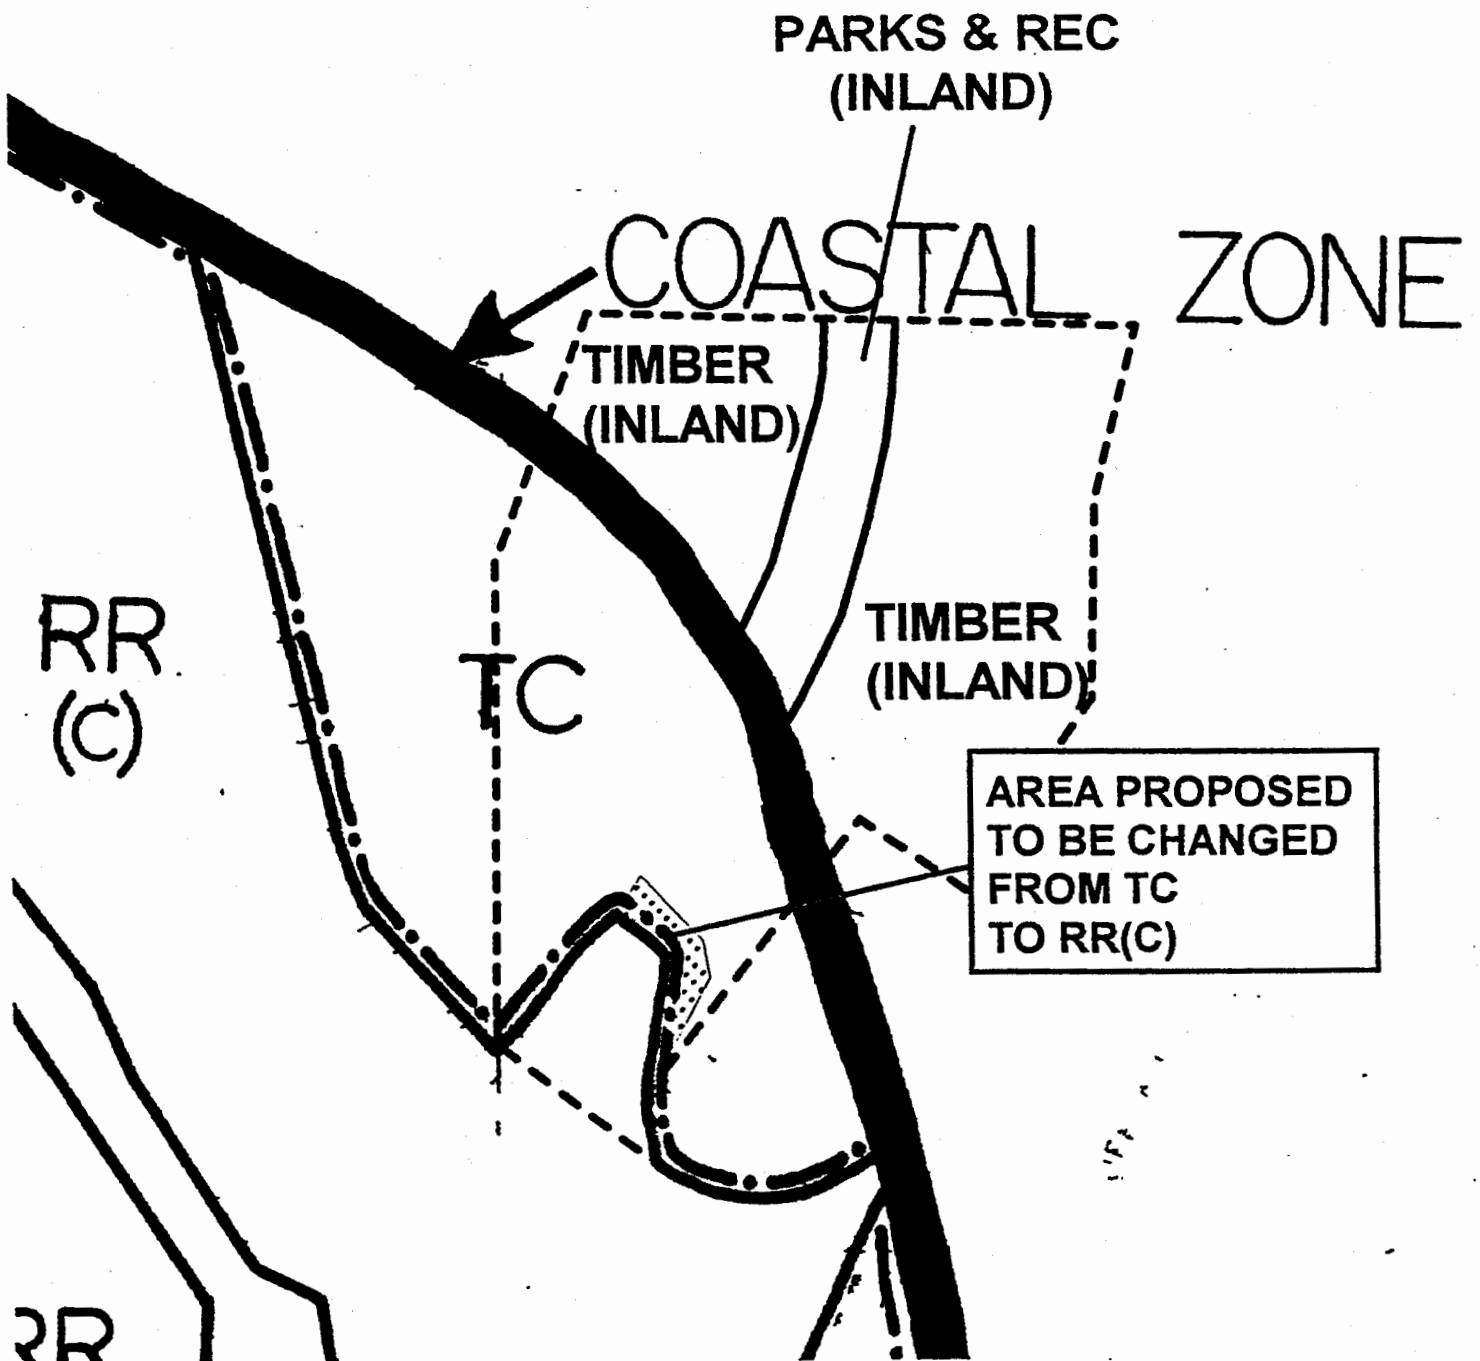 PARKS & REC
(INLAND)
COASTAL ZONE
TIMBER
(INLAND)
RR
(C)
TC
TIMBER
(INLAND)
AREA PROPOSED
TO BE CHANGED
FROM TC
TO RR(C)
RR